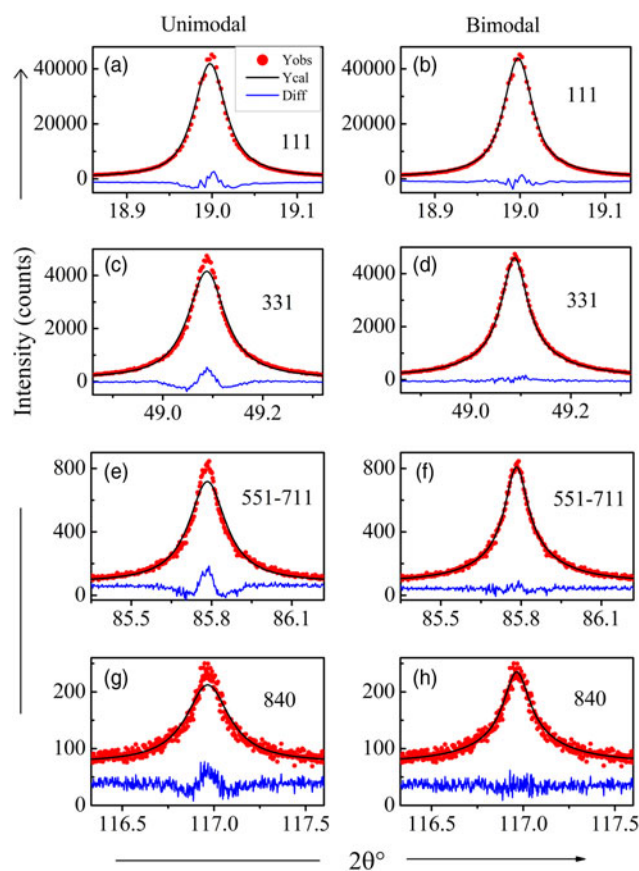 Unimodal
Bimodal
(a)
Yobs
Ycal
Diff
111
40000
20000
0
18.9 19.0 19.1
(b)
111
40000
20000
0
18.9 19.0 19.1
(c)
331
4000
2000
0
49.0 49.2
(d)
331
4000
2000
0
49.0 49.2
(e)
551-711
800
400
0
85.5 85.8 86.1
(f)
551-711
800
400
0
85.5 85.8 86.1
(g)
840
200
100
0
116.5 117.0 117.5
(h)
840
200
100
0
116.5 117.0 117.5
Intensity (counts)
2θ°